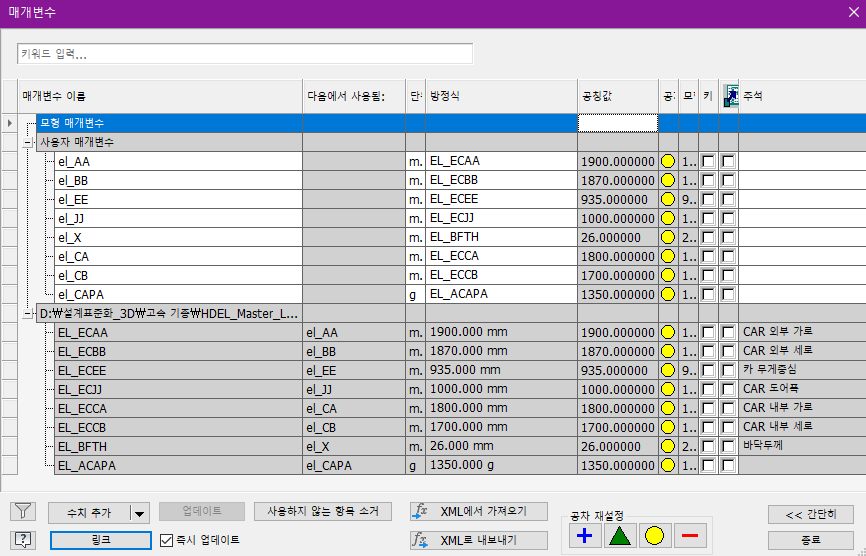 매개변수
키워드 입력...
매개변수 이름 다음에서 사용됨: 단 방정식 공칭값 공 모 키 주석
모형 매개변수
사용자 매개변수
el_AA m. EL_ECAA 1900.000000 1..
el_BB m. EL_ECBB 1870.000000 1..
el_EE m. EL_ECEE 935.000000 9..
el_JJ m. EL_ECJJ 1000.000000 1..
el_X m. EL_BFTH 26.000000 2..
el_CA m. EL_ECCA 1800.000000 1..
el_CB m. EL_ECCB 1700.000000 1..
el_CAPA g EL_ACAPA 1350.000000 1..
D:₩설계표준화_3D₩고속 기종₩HDEL_Master_L...
EL_ECAA el_AA m. 1900.000 mm 1900.000000 1.. CAR 외부 가로
EL_ECBB el_BB m. 1870.000 mm 1870.000000 1.. CAR 외부 세로
EL_ECEE el_EE m. 935.000 mm 935.000000 9.. 카 무게중심
EL_ECJJ el_JJ m. 1000.000 mm 1000.000000 1.. CAR 도어폭
EL_ECCA el_CA m. 1800.000 mm 1800.000000 1.. CAR 내부 가로
EL_ECCB el_CB m. 1700.000 mm 1700.000000 1.. CAR 내부 세로
EL_BFTH el_X m. 26.000 mm 26.000000 2.. 바닥두께
EL_ACAPA el_CAPA g 1350.000 g 1350.000000 1..
수치 추가 업데이트 사용하지 않는 항목 소거 XML에서 가져오기 공차 재설정 << 간단히
링크 즉시 업데이트 XML로 내보내기 종료